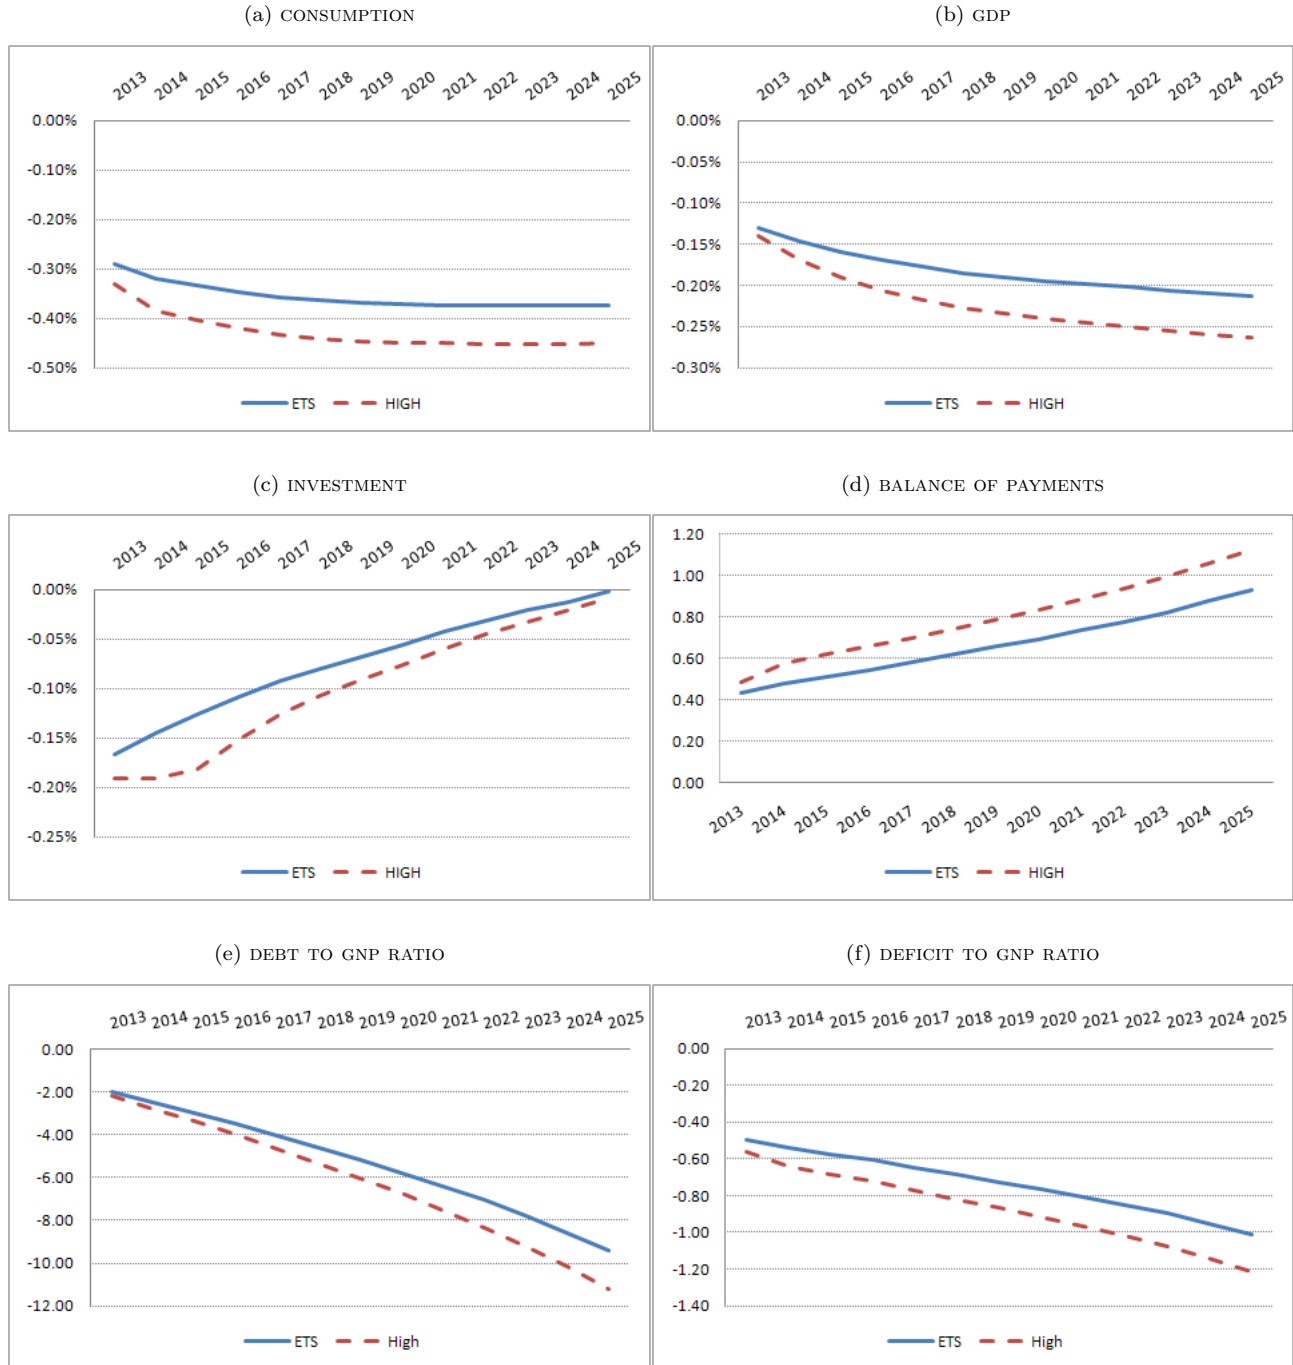 (a) CONSUMPTION
2013 2014 2015 2016 2017 2018 2019 2020 2021 2022 2023 2024 2025
0.00%
-0.10%
-0.20%
-0.30%
-0.40%
-0.50%
ETS HIGH
(b) GDP
2013 2014 2015 2016 2017 2018 2019 2020 2021 2022 2023 2024 2025
0.00%
-0.05%
-0.10%
-0.15%
-0.20%
-0.25%
-0.30%
ETS HIGH
(c) INVESTMENT
2013 2014 2015 2016 2017 2018 2019 2020 2021 2022 2023 2024 2025
0.00%
-0.05%
-0.10%
-0.15%
-0.20%
-0.25%
ETS HIGH
(d) BALANCE OF PAYMENTS
1.20
1.00
0.80
0.60
0.40
0.20
0.00
2013 2014 2015 2016 2017 2018 2019 2020 2021 2022 2023 2024 2025
ETS HIGH
(e) DEBT TO GNP RATIO
2013 2014 2015 2016 2017 2018 2019 2020 2021 2022 2023 2024 2025
0.00
-2.00
-4.00
-6.00
-8.00
-10.00
-12.00
ETS High
(f) DEFICIT TO GNP RATIO
2013 2014 2015 2016 2017 2018 2019 2020 2021 2022 2023 2024 2025
0.00
-0.20
-0.40
-0.60
-0.80
-1.00
-1.20
-1.40
ETS High